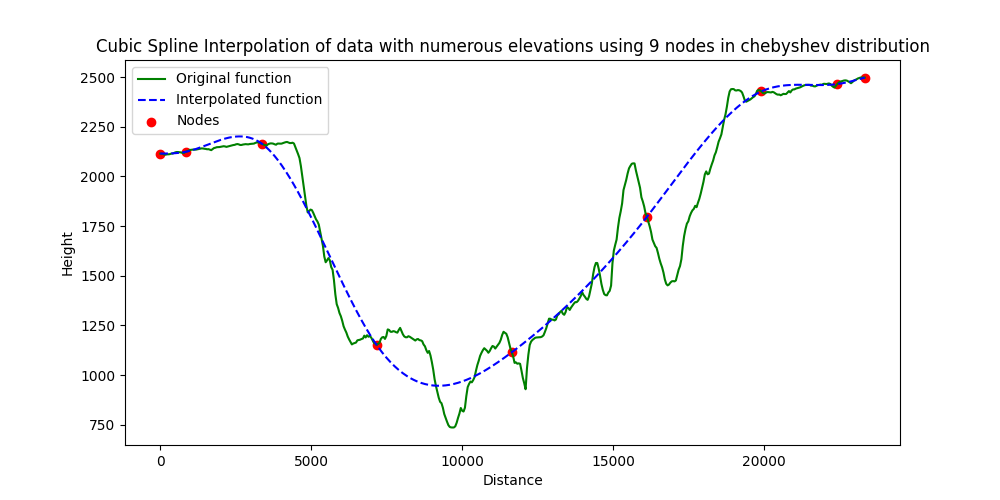 Cubic Spline Interpolation of data with numerous elevations using 9 nodes in chebyshev distribution
Original function
Interpolated function
Nodes
Height
2500
2250
2000
1750
1500
1250
1000
750
0
5000
10000
15000
20000
Distance